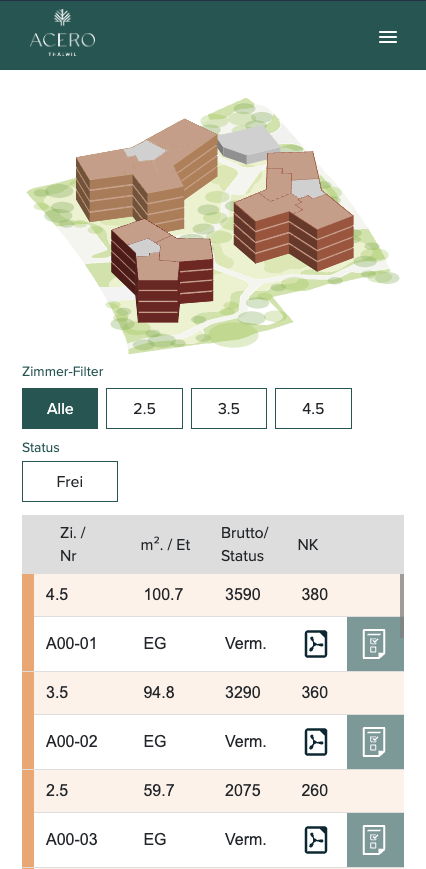 ACERO
THALWIL
Zimmer-Filter
Alle 2.5 3.5 4.5
Status
Frei
Zi. / Nr m². / Et Brutto/ Status NK
4.5 100.7 3590 380
A00-01 EG Verm.
3.5 94.8 3290 360
A00-02 EG Verm.
2.5 59.7 2075 260
A00-03 EG Verm.